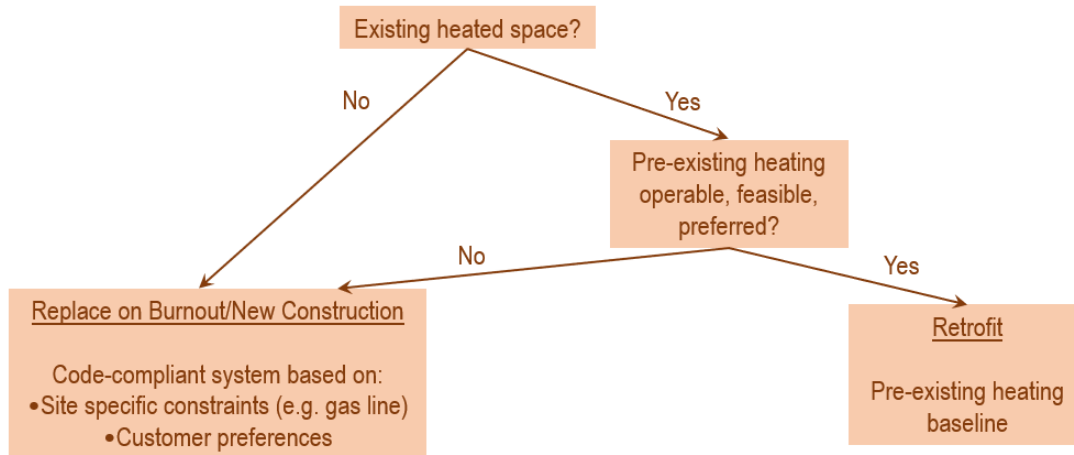 Existing heated space?
No
Yes
Pre-existing heating
operable, feasible,
preferred?
No
Yes
Replace on Burnout/New Construction
Code-compliant system based on:
•Site specific constraints (e.g. gas line)
•Customer preferences
Retrofit
Pre-existing heating
baseline